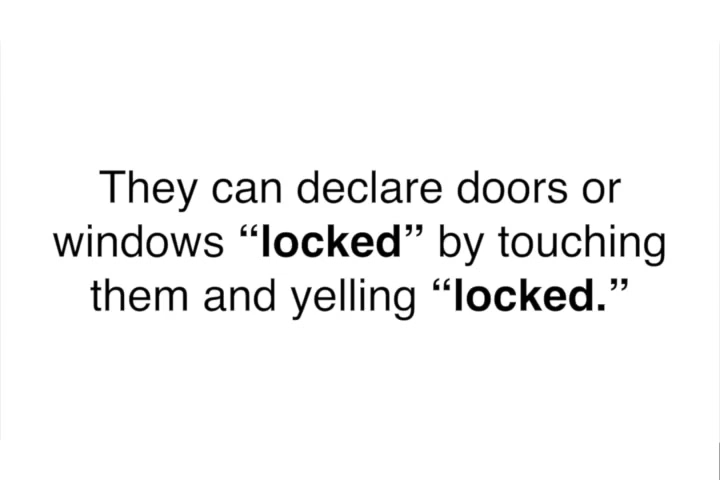 They can declare doors or
windows “locked” by touching
them and yelling “locked.”